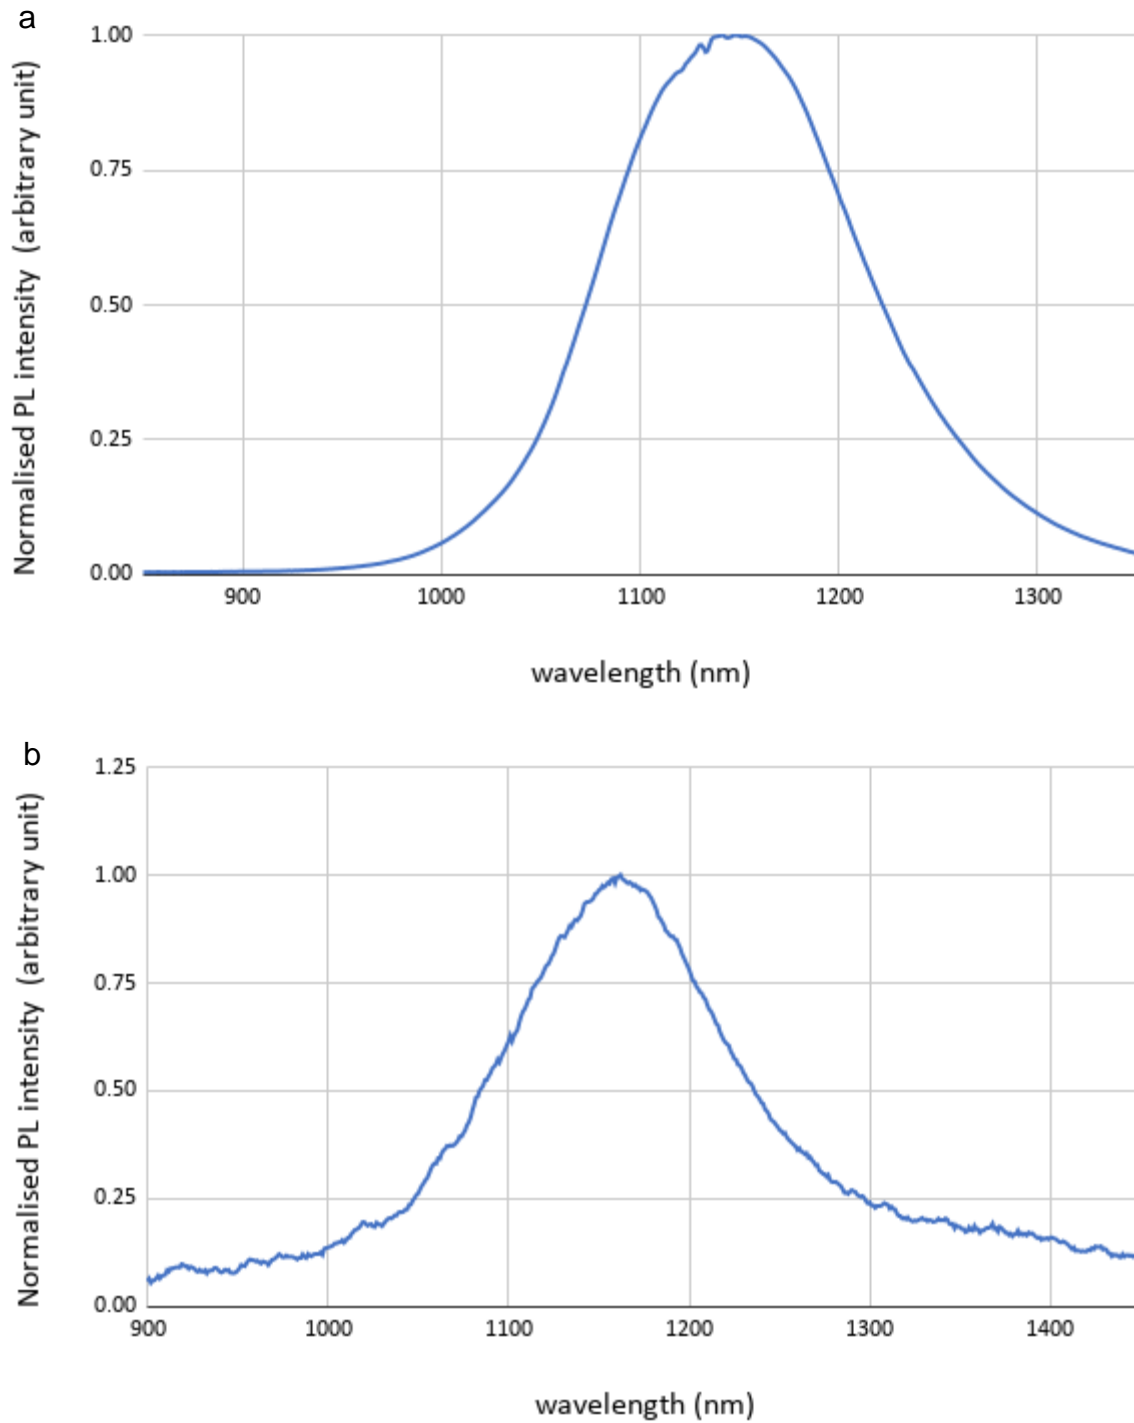 a
Normalised PL intensity (arbitrary unit)
1.00
0.75
0.50
0.25
0.00
900 1000 1100 1200 1300
wavelength (nm)
b
Normalised PL intensity (arbitrary unit)
1.25
1.00
0.75
0.50
0.25
0.00
900 1000 1100 1200 1300 1400
wavelength (nm)